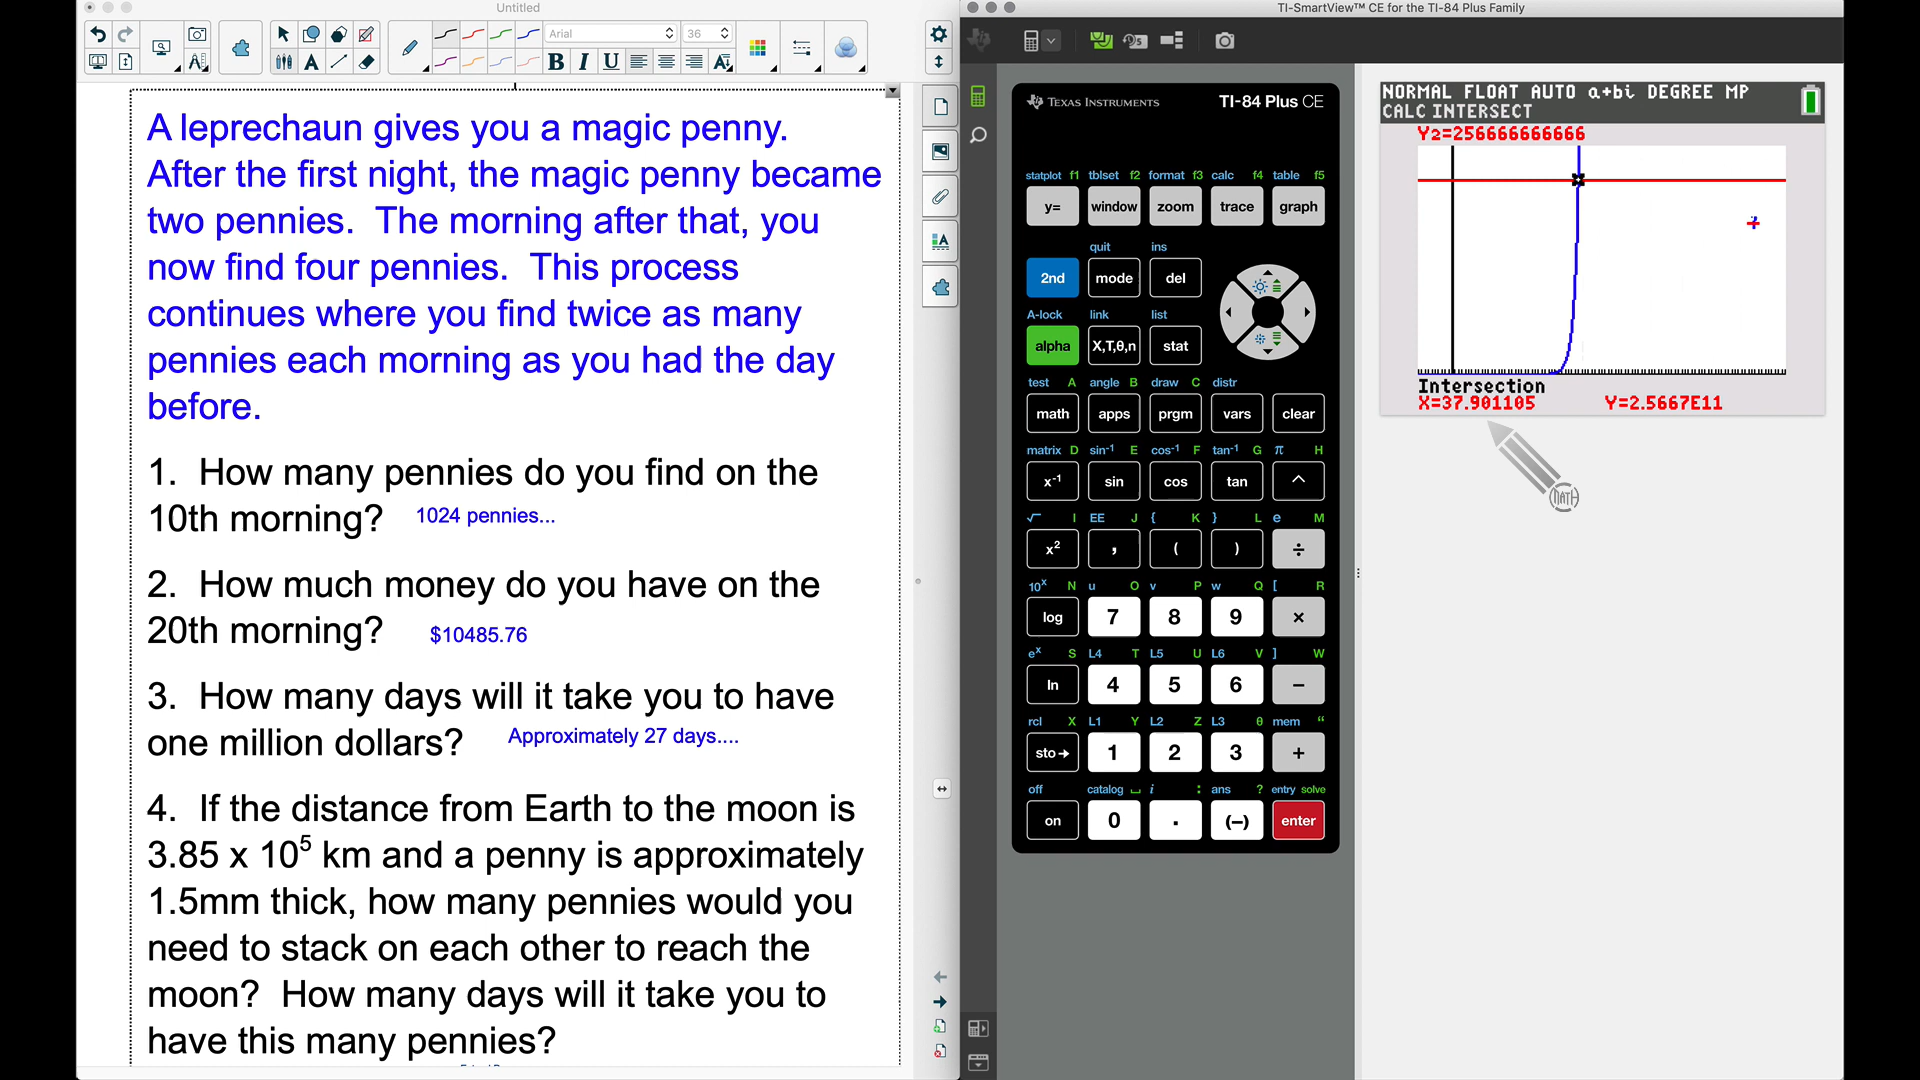 Untitled
TI-SmartView™ CE for the TI-84 Plus Family
Arial
36
B I U
A leprechaun gives you a magic penny.
After the first night, the magic penny became
two pennies. The morning after that, you
now find four pennies. This process
continues where you find twice as many
pennies each morning as you had the day
before.
1. How many pennies do you find on the
10th morning? 1024 pennies...
2. How much money do you have on the
20th morning? $10485.76
3. How many days will it take you to have
one million dollars? Approximately 27 days....
4. If the distance from Earth to the moon is
3.85 x 10⁵ km and a penny is approximately
1.5mm thick, how many pennies would you
need to stack on each other to reach the
moon? How many days will it take you to
have this many pennies?
TEXAS INSTRUMENTS TI-84 Plus CE
statplot f1 tblset f2 format f3 calc f4 table f5
y= window zoom trace graph
quit ins
2nd mode del
A-lock link list
alpha X,T,θ,n stat
test A angle B draw C distr
math apps prgm vars clear
matrix D sin⁻¹ E cos⁻¹ F tan⁻¹ G π H
x⁻¹ sin cos tan ^
√ I EE J { K } L e M
x² , ( ) ÷
10ˣ N u O v P w Q [ R
log 7 8 9 ×
eˣ S L4 T L5 U L6 V ] W
ln 4 5 6 −
rcl X L1 Y L2 Z L3 θ mem “
sto→ 1 2 3 +
off catalog ⎵ i : ans ? entry solve
on 0 . (−) enter
NORMAL FLOAT AUTO a+bi DEGREE MP
CALC INTERSECT
Y2=256666666666
Intersection
X=37.901105 Y=2.5667E11
MATH